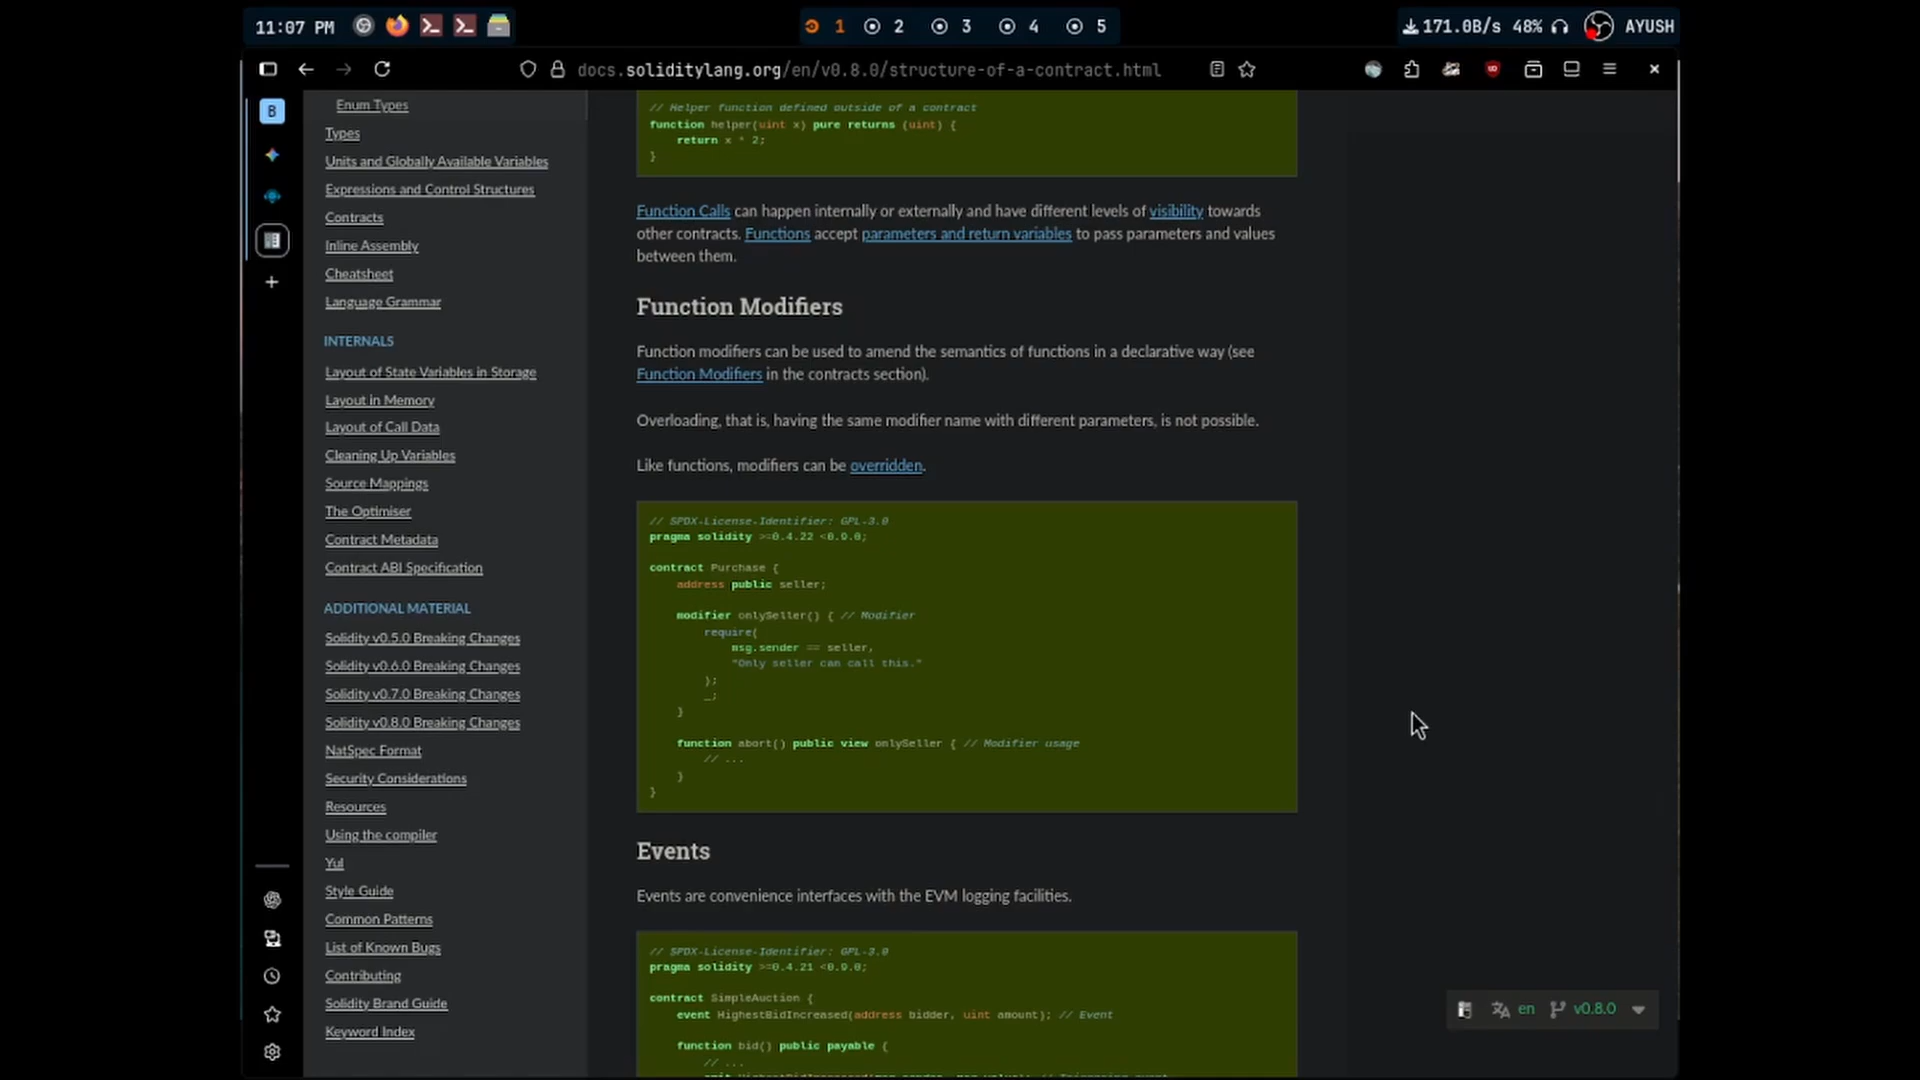 11:07 PM
1 2 3 4 5
171.0B/s 48% AYUSH
docs.soliditylang.org/en/v0.8.0/structure-of-a-contract.html
B
Enum Types
Types
Units and Globally Available Variables
Expressions and Control Structures
Contracts
Inline Assembly
Cheatsheet
Language Grammar
INTERNALS
Layout of State Variables in Storage
Layout in Memory
Layout of Call Data
Cleaning Up Variables
Source Mappings
The Optimiser
Contract Metadata
Contract ABI Specification
ADDITIONAL MATERIAL
Solidity v0.5.0 Breaking Changes
Solidity v0.6.0 Breaking Changes
Solidity v0.7.0 Breaking Changes
Solidity v0.8.0 Breaking Changes
NatSpec Format
Security Considerations
Resources
Using the compiler
Yul
Style Guide
Common Patterns
List of Known Bugs
Contributing
Solidity Brand Guide
Keyword Index
// Helper function defined outside of a contract
function helper(uint x) pure returns (uint) {
return x * 2;
}
Function Calls can happen internally or externally and have different levels of visibility towards
other contracts. Functions accept parameters and return variables to pass parameters and values
between them.
Function Modifiers
Function modifiers can be used to amend the semantics of functions in a declarative way (see
Function Modifiers in the contracts section).
Overloading, that is, having the same modifier name with different parameters, is not possible.
Like functions, modifiers can be overridden.
// SPDX-License-Identifier: GPL-3.0
pragma solidity >=0.4.22 <0.9.0;
contract Purchase {
address public seller;
modifier onlySeller() { // Modifier
require(
msg.sender == seller,
"Only seller can call this."
);
_;
}
function abort() public view onlySeller { // Modifier usage
// ...
}
}
Events
Events are convenience interfaces with the EVM logging facilities.
// SPDX-License-Identifier: GPL-3.0
pragma solidity >=0.4.21 <0.9.0;
contract SimpleAuction {
event HighestBidIncreased(address bidder, uint amount); // Event
function bid() public payable {
// ...
en v0.8.0